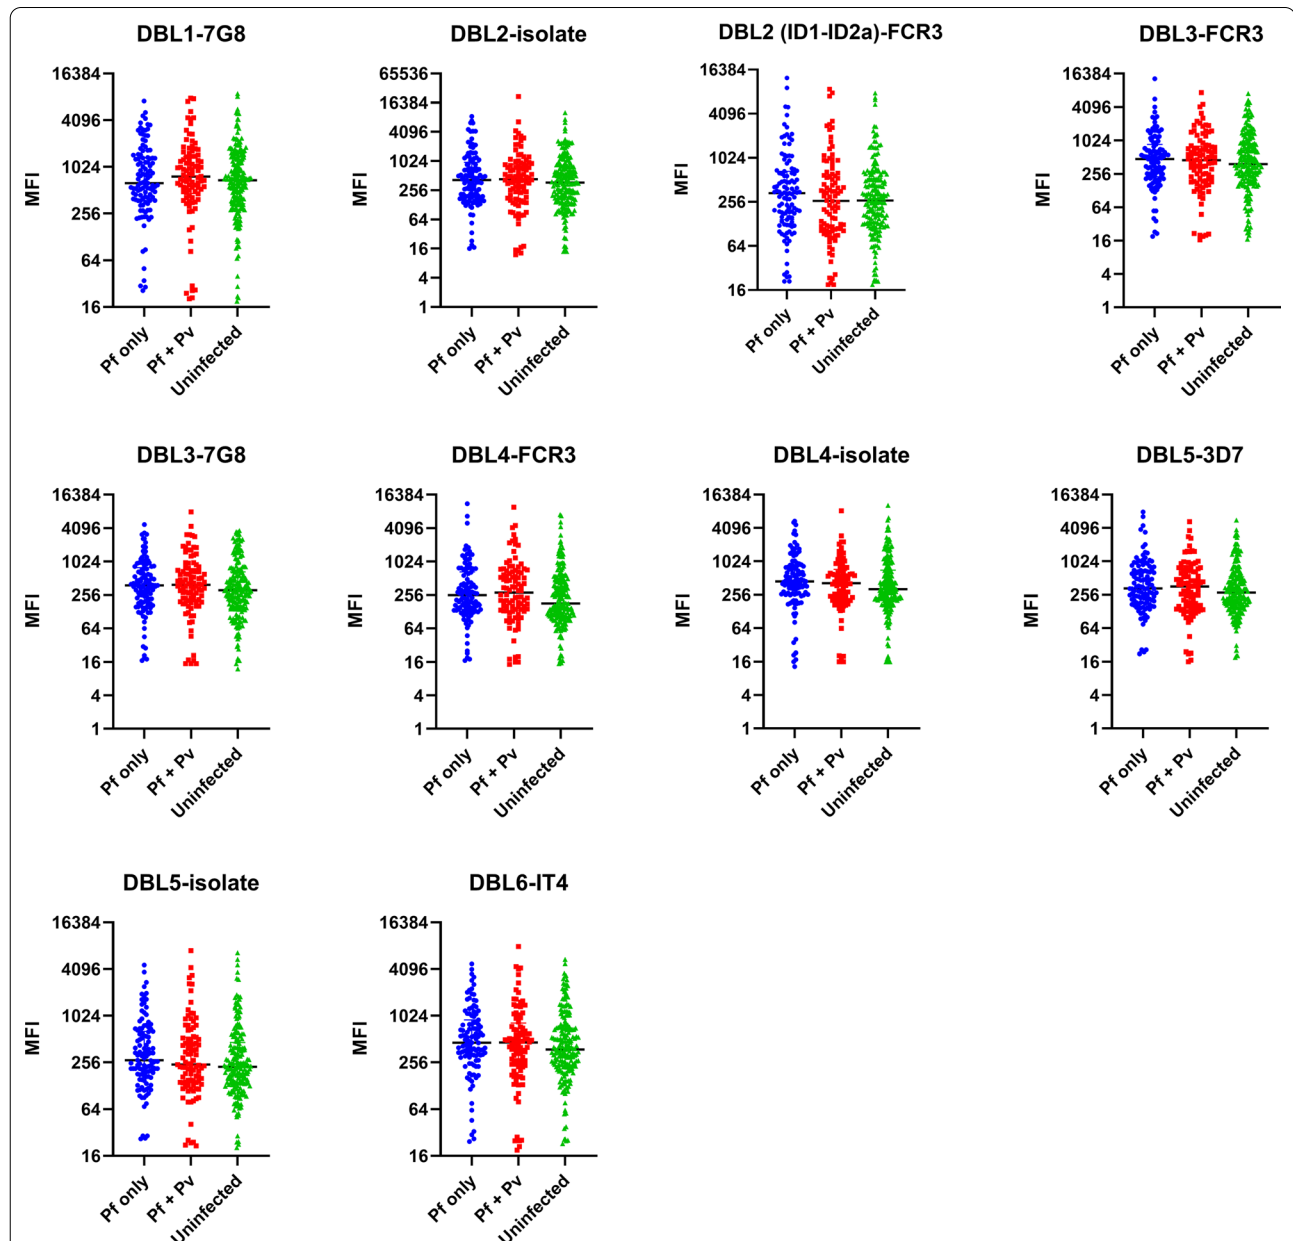 DBL1-7G8
MFI
16384
4096
1024
256
64
16
Pf only
Pf + Pv
Uninfected
DBL2-isolate
MFI
65536
16384
4096
1024
256
64
16
4
1
Pf only
Pf + Pv
Uninfected
DBL2 (ID1-ID2a)-FCR3
MFI
16384
4096
1024
256
64
16
Pf only
Pf + Pv
Uninfected
DBL3-FCR3
MFI
16384
4096
1024
256
64
16
4
1
Pf only
Pf + Pv
Uninfected
DBL3-7G8
MFI
16384
4096
1024
256
64
16
4
1
Pf only
Pf + Pv
Uninfected
DBL4-FCR3
MFI
16384
4096
1024
256
64
16
4
1
Pf only
Pf + Pv
Uninfected
DBL4-isolate
MFI
16384
4096
1024
256
64
16
4
1
Pf only
Pf + Pv
Uninfected
DBL5-3D7
MFI
16384
4096
1024
256
64
16
4
1
Pf only
Pf + Pv
Uninfected
DBL5-isolate
MFI
16384
4096
1024
256
64
16
Pf only
Pf + Pv
Uninfected
DBL6-IT4
MFI
16384
4096
1024
256
64
16
Pf only
Pf + Pv
Uninfected